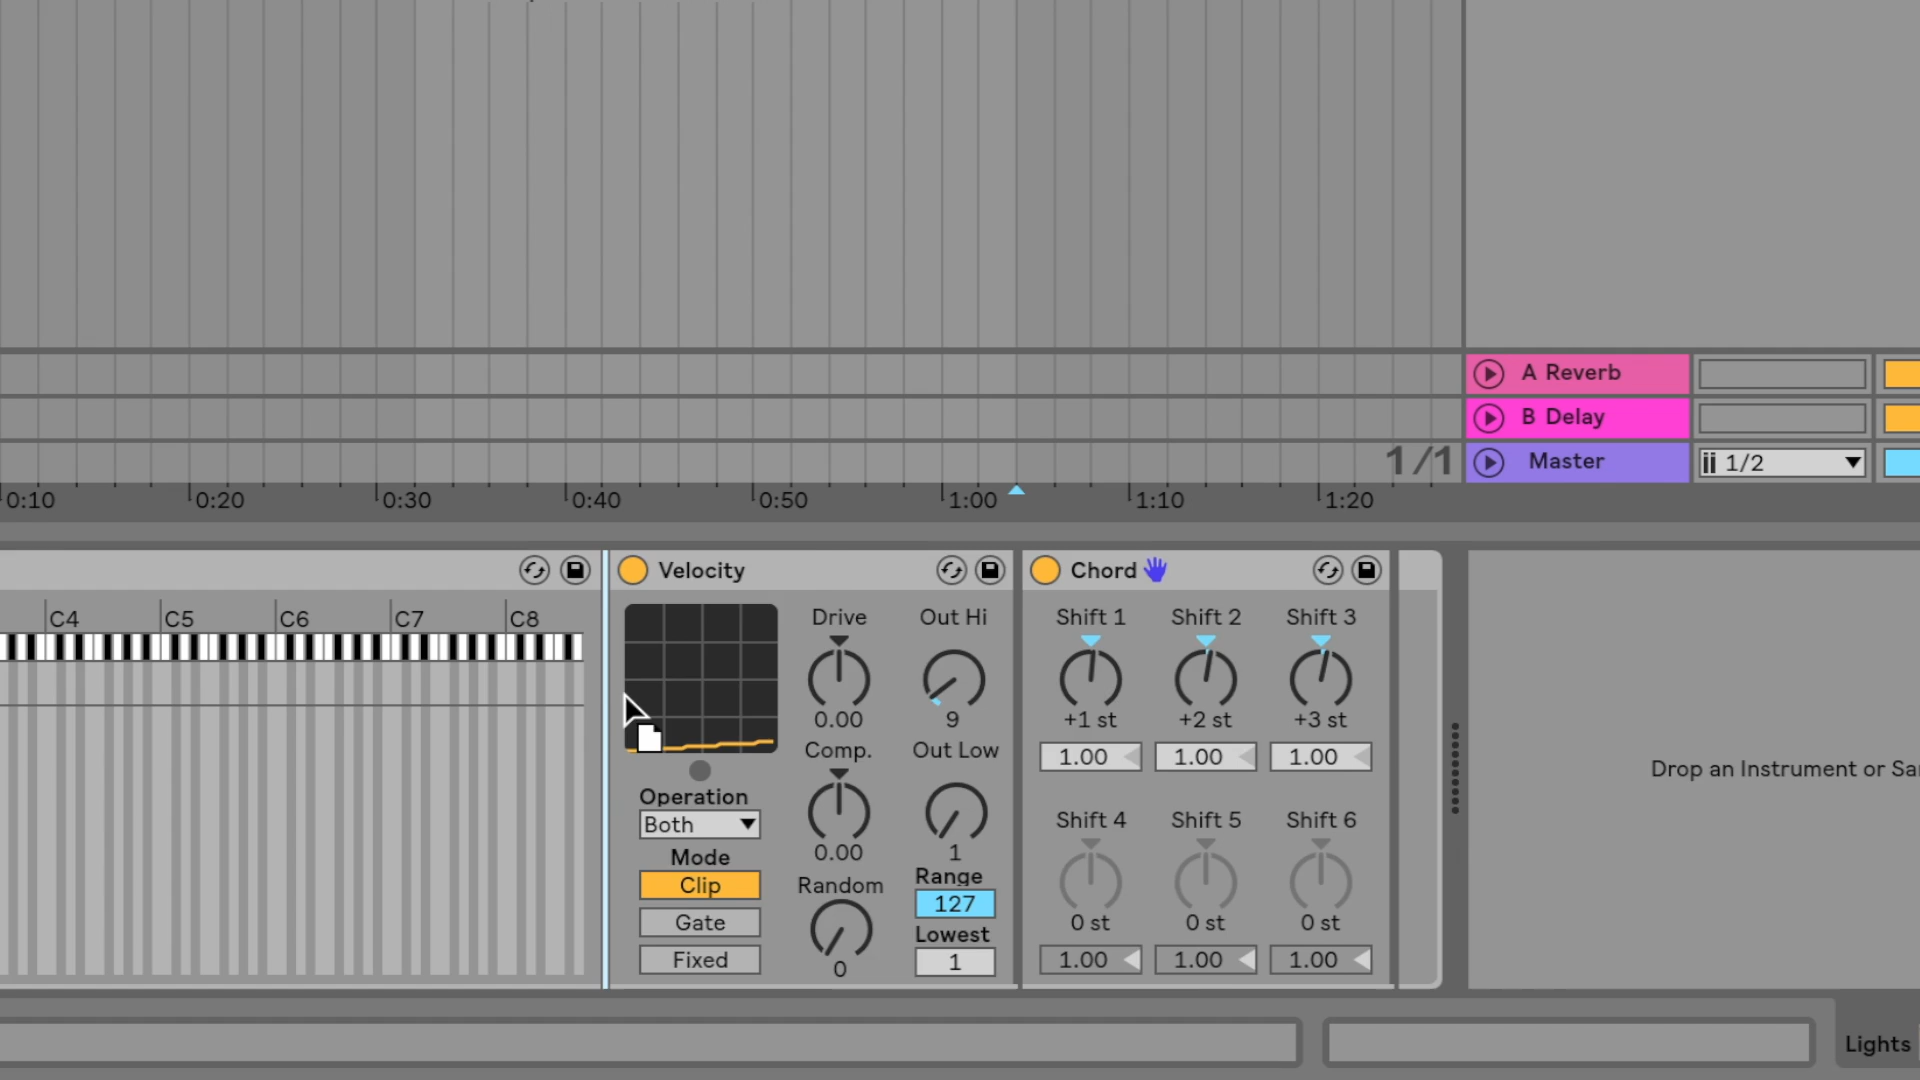 A Reverb
B Delay
1/1
Master
1/2
0:10
0:20
0:30
0:40
0:50
1:00
1:10
1:20
C4
C5
C6
C7
C8
Velocity
Drive
0.00
Comp.
0.00
Random
0
Out Hi
9
Out Low
1
Range
127
Lowest
1
Operation
Both
Mode
Clip
Gate
Fixed
Chord
Shift 1
Shift 2
Shift 3
+1 st
+2 st
+3 st
1.00
1.00
1.00
Shift 4
Shift 5
Shift 6
0 st
0 st
0 st
1.00
1.00
1.00
Drop an Instrument or Sa
Lights